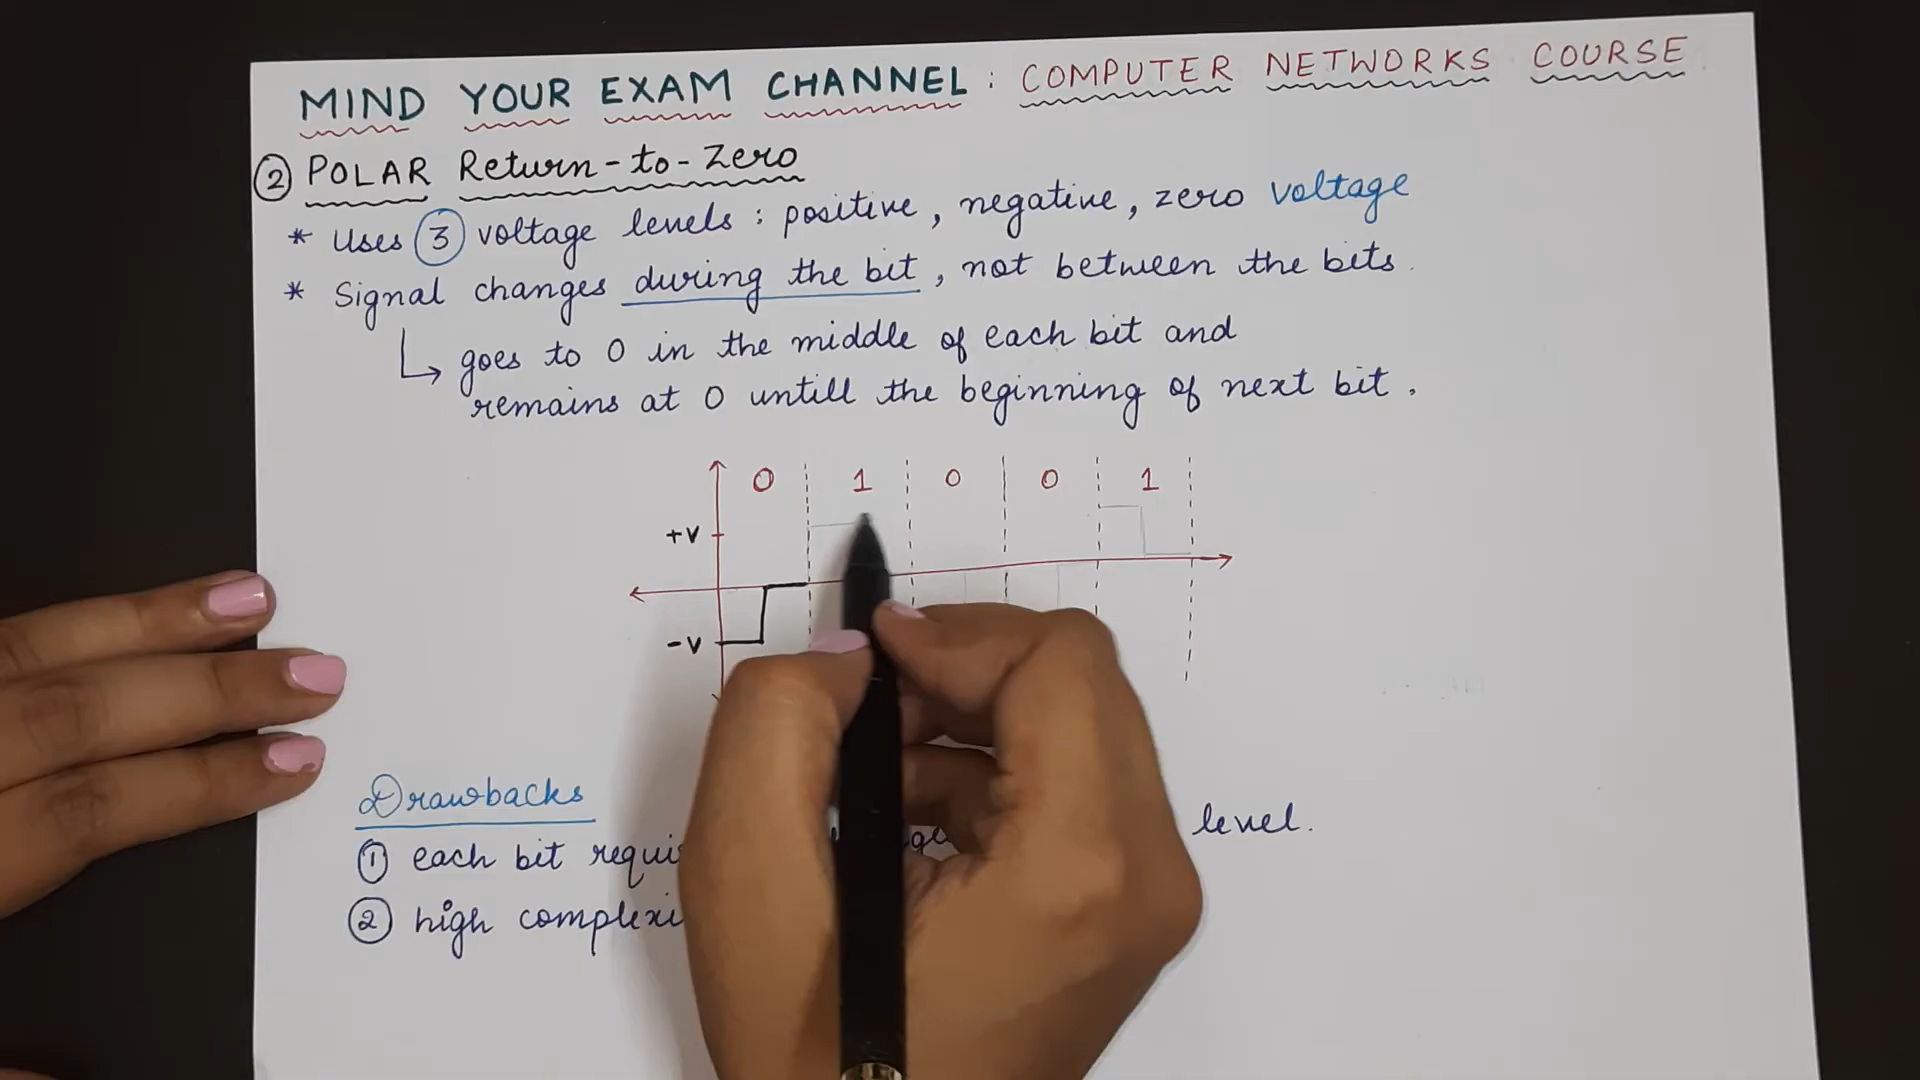 MIND YOUR EXAM CHANNEL : COMPUTER NETWORKS COURSE
② POLAR Return-to-Zero
* Uses ③ voltage levels : positive, negative, zero voltage
* Signal changes during the bit, not between the bits.
↳ goes to 0 in the middle of each bit and
remains at 0 untill the beginning of next bit.
0 1 0 0 1
+V
-V
Drawbacks
① each bit level.
② high